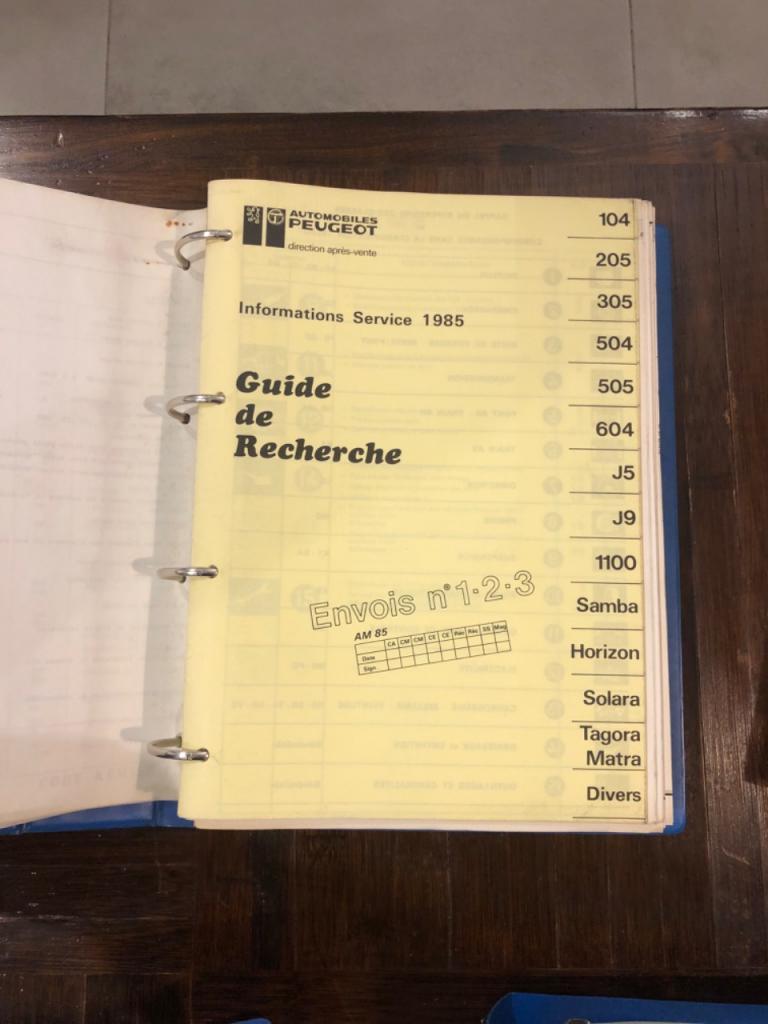 AUTOMOBILES
PEUGEOT
direction après-vente
Informations Service 1985
Guide
de
Recherche
Envois n° 1·2·3
AM 85
CA CM CM CE CE Réc Réc SS Mag
Date
Sign
104
205
305
504
505
604
J5
J9
1100
Samba
Horizon
Solara
Tagora
Matra
Divers